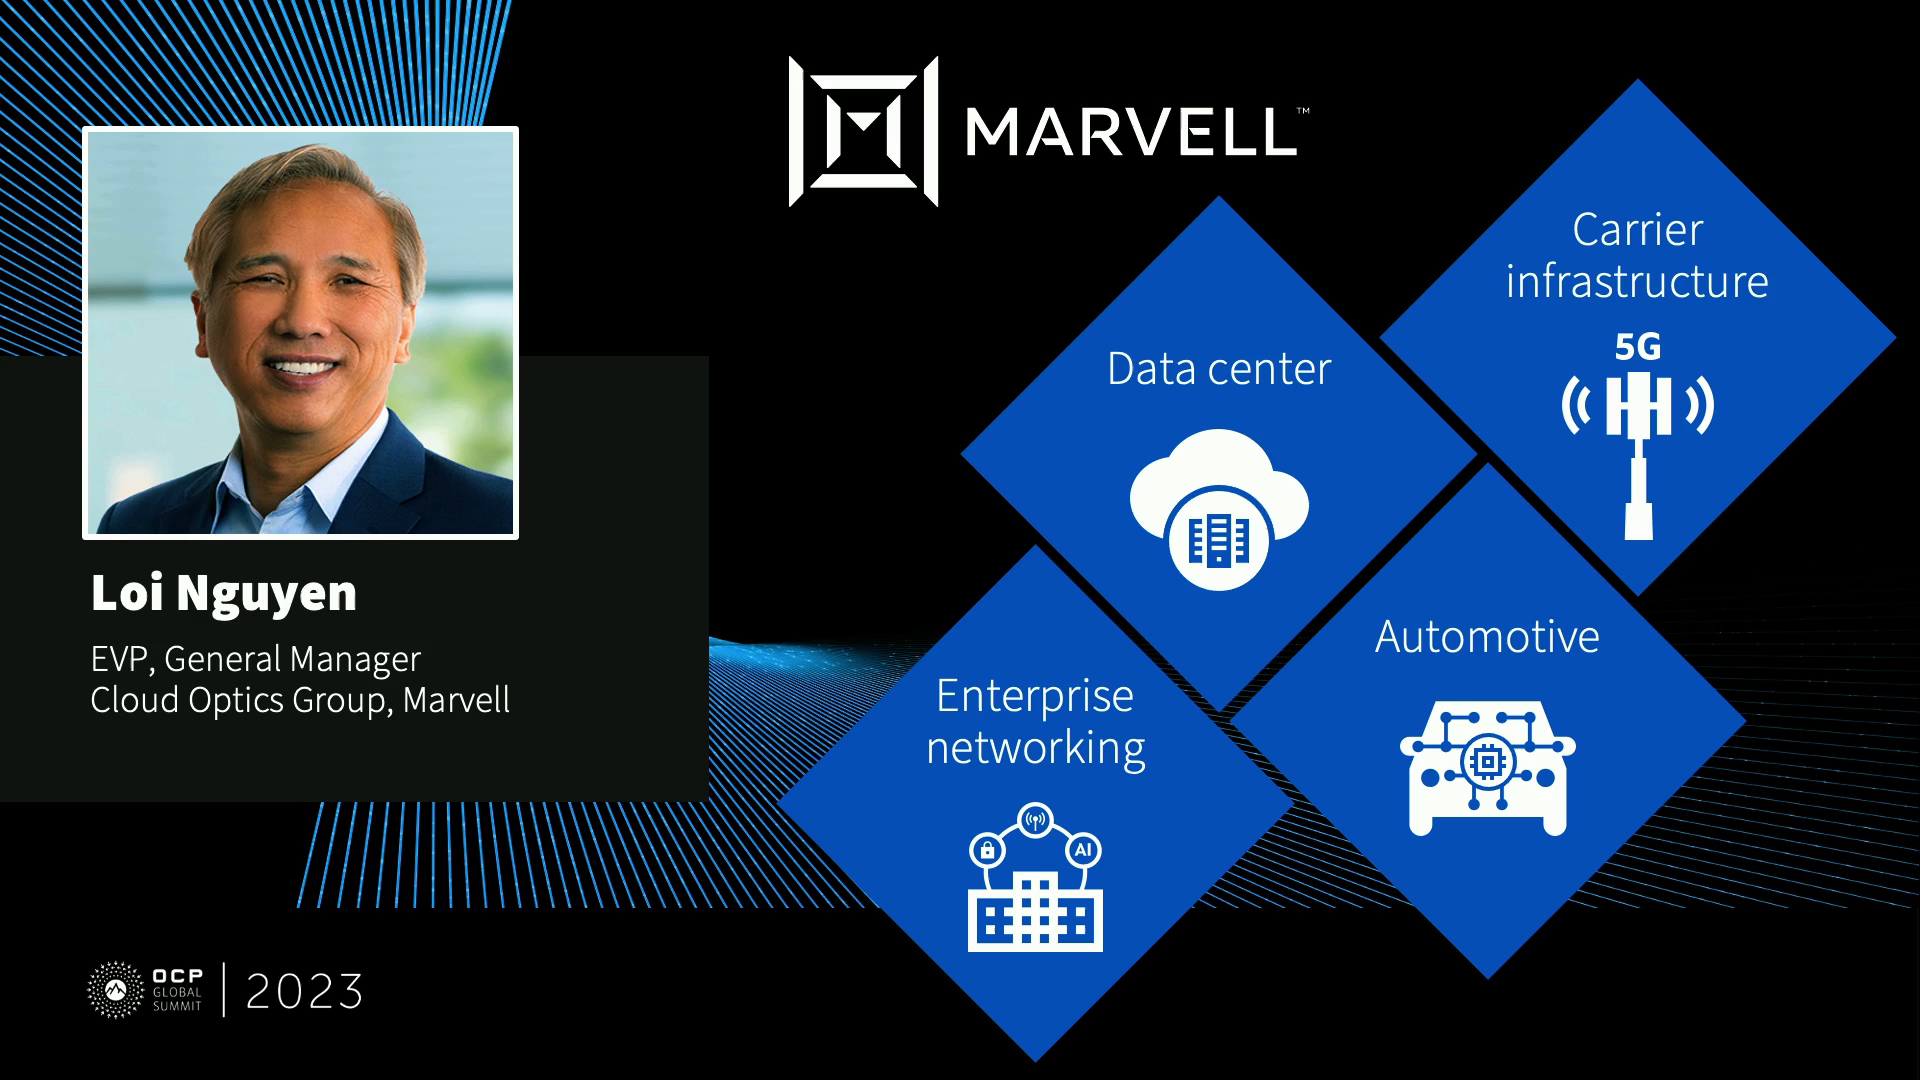 MARVELL™
Carrier
infrastructure
5G
Data center
Automotive
Enterprise
networking
AI
Loi Nguyen
EVP, General Manager
Cloud Optics Group, Marvell
OCP
GLOBAL
SUMMIT
2023